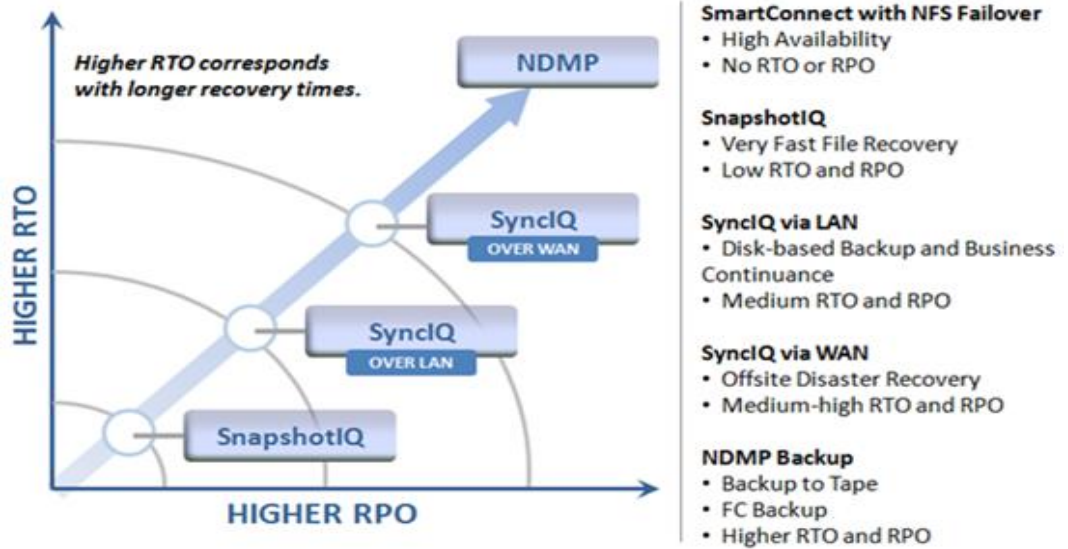 Higher RTO corresponds
with longer recovery times.
NDMP
SyncIQ
OVER WAN
SyncIQ
OVER LAN
SnapshotIQ
HIGHER RTO
HIGHER RPO
SmartConnect with NFS Failover
• High Availability
• No RTO or RPO
SnapshotIQ
• Very Fast File Recovery
• Low RTO and RPO
SyncIQ via LAN
• Disk-based Backup and Business
Continuance
• Medium RTO and RPO
SyncIQ via WAN
• Offsite Disaster Recovery
• Medium-high RTO and RPO
NDMP Backup
• Backup to Tape
• FC Backup
• Higher RTO and RPO